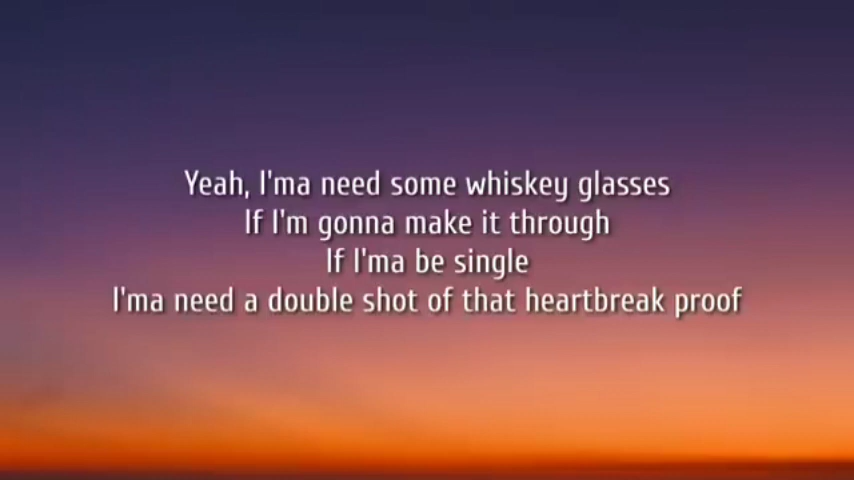 Yeah, I'ma need some whiskey glasses
If I'm gonna make it through
If I'ma be single
I'ma need a double shot of that heartbreak proof